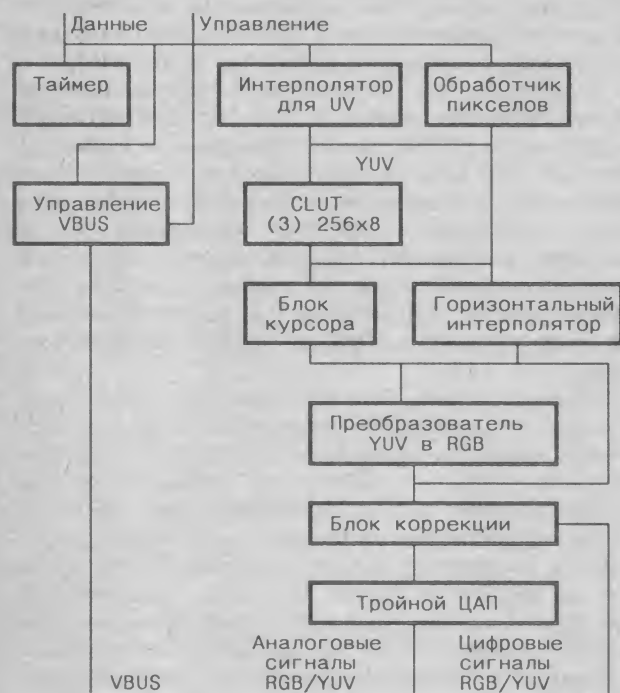 Данные
Управление
Таймер
Интерполятор
для UV
Обработчик
пикселов
YUV
Управление
VBUS
CLUT
(3) 256x8
Блок
курсора
Горизонтальный
интерполятор
Преобразователь
YUV в RGB
Блок коррекции
Тройной ЦАП
Аналоговые
сигналы
RGB/YUV
Цифровые
сигналы
RGB/YUV
VBUS